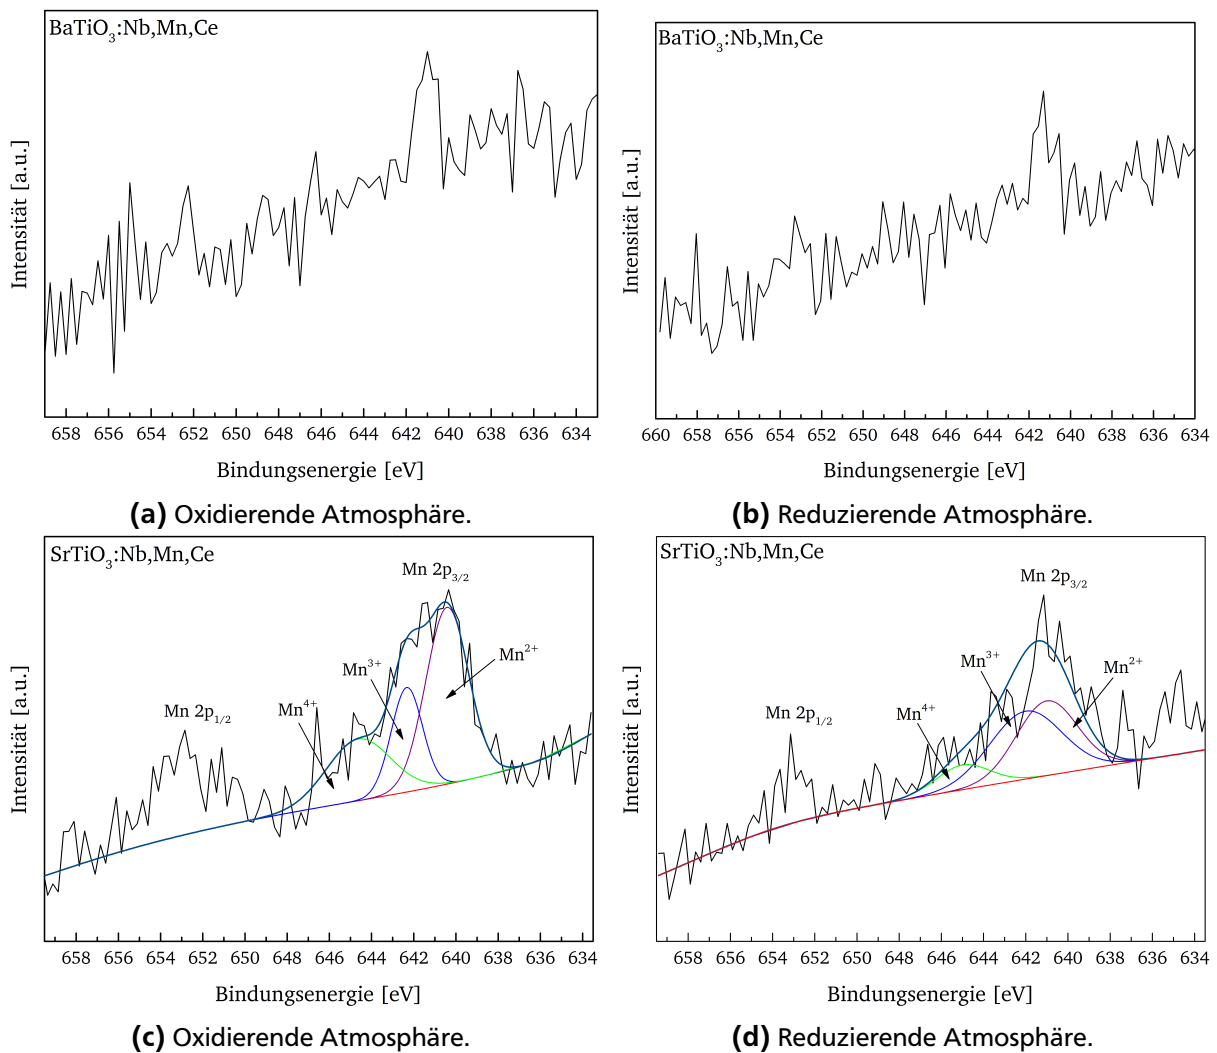 BaTiO₃:Nb,Mn,Ce
Intensität [a.u.]
658 656 654 652 650 648 646 644 642 640 638 636 634
Bindungsenergie [eV]
(a) Oxidierende Atmosphäre.
BaTiO₃:Nb,Mn,Ce
Intensität [a.u.]
660 658 656 654 652 650 648 646 644 642 640 638 636 634
Bindungsenergie [eV]
(b) Reduzierende Atmosphäre.
SrTiO₃:Nb,Mn,Ce
Mn 2p₃/₂
Mn²⁺
Mn³⁺
Mn⁴⁺
Mn 2p₁/₂
Intensität [a.u.]
658 656 654 652 650 648 646 644 642 640 638 636 634
Bindungsenergie [eV]
(c) Oxidierende Atmosphäre.
SrTiO₃:Nb,Mn,Ce
Mn 2p₃/₂
Mn³⁺
Mn²⁺
Mn⁴⁺
Mn 2p₁/₂
Intensität [a.u.]
658 656 654 652 650 648 646 644 642 640 638 636 634
Bindungsenergie [eV]
(d) Reduzierende Atmosphäre.